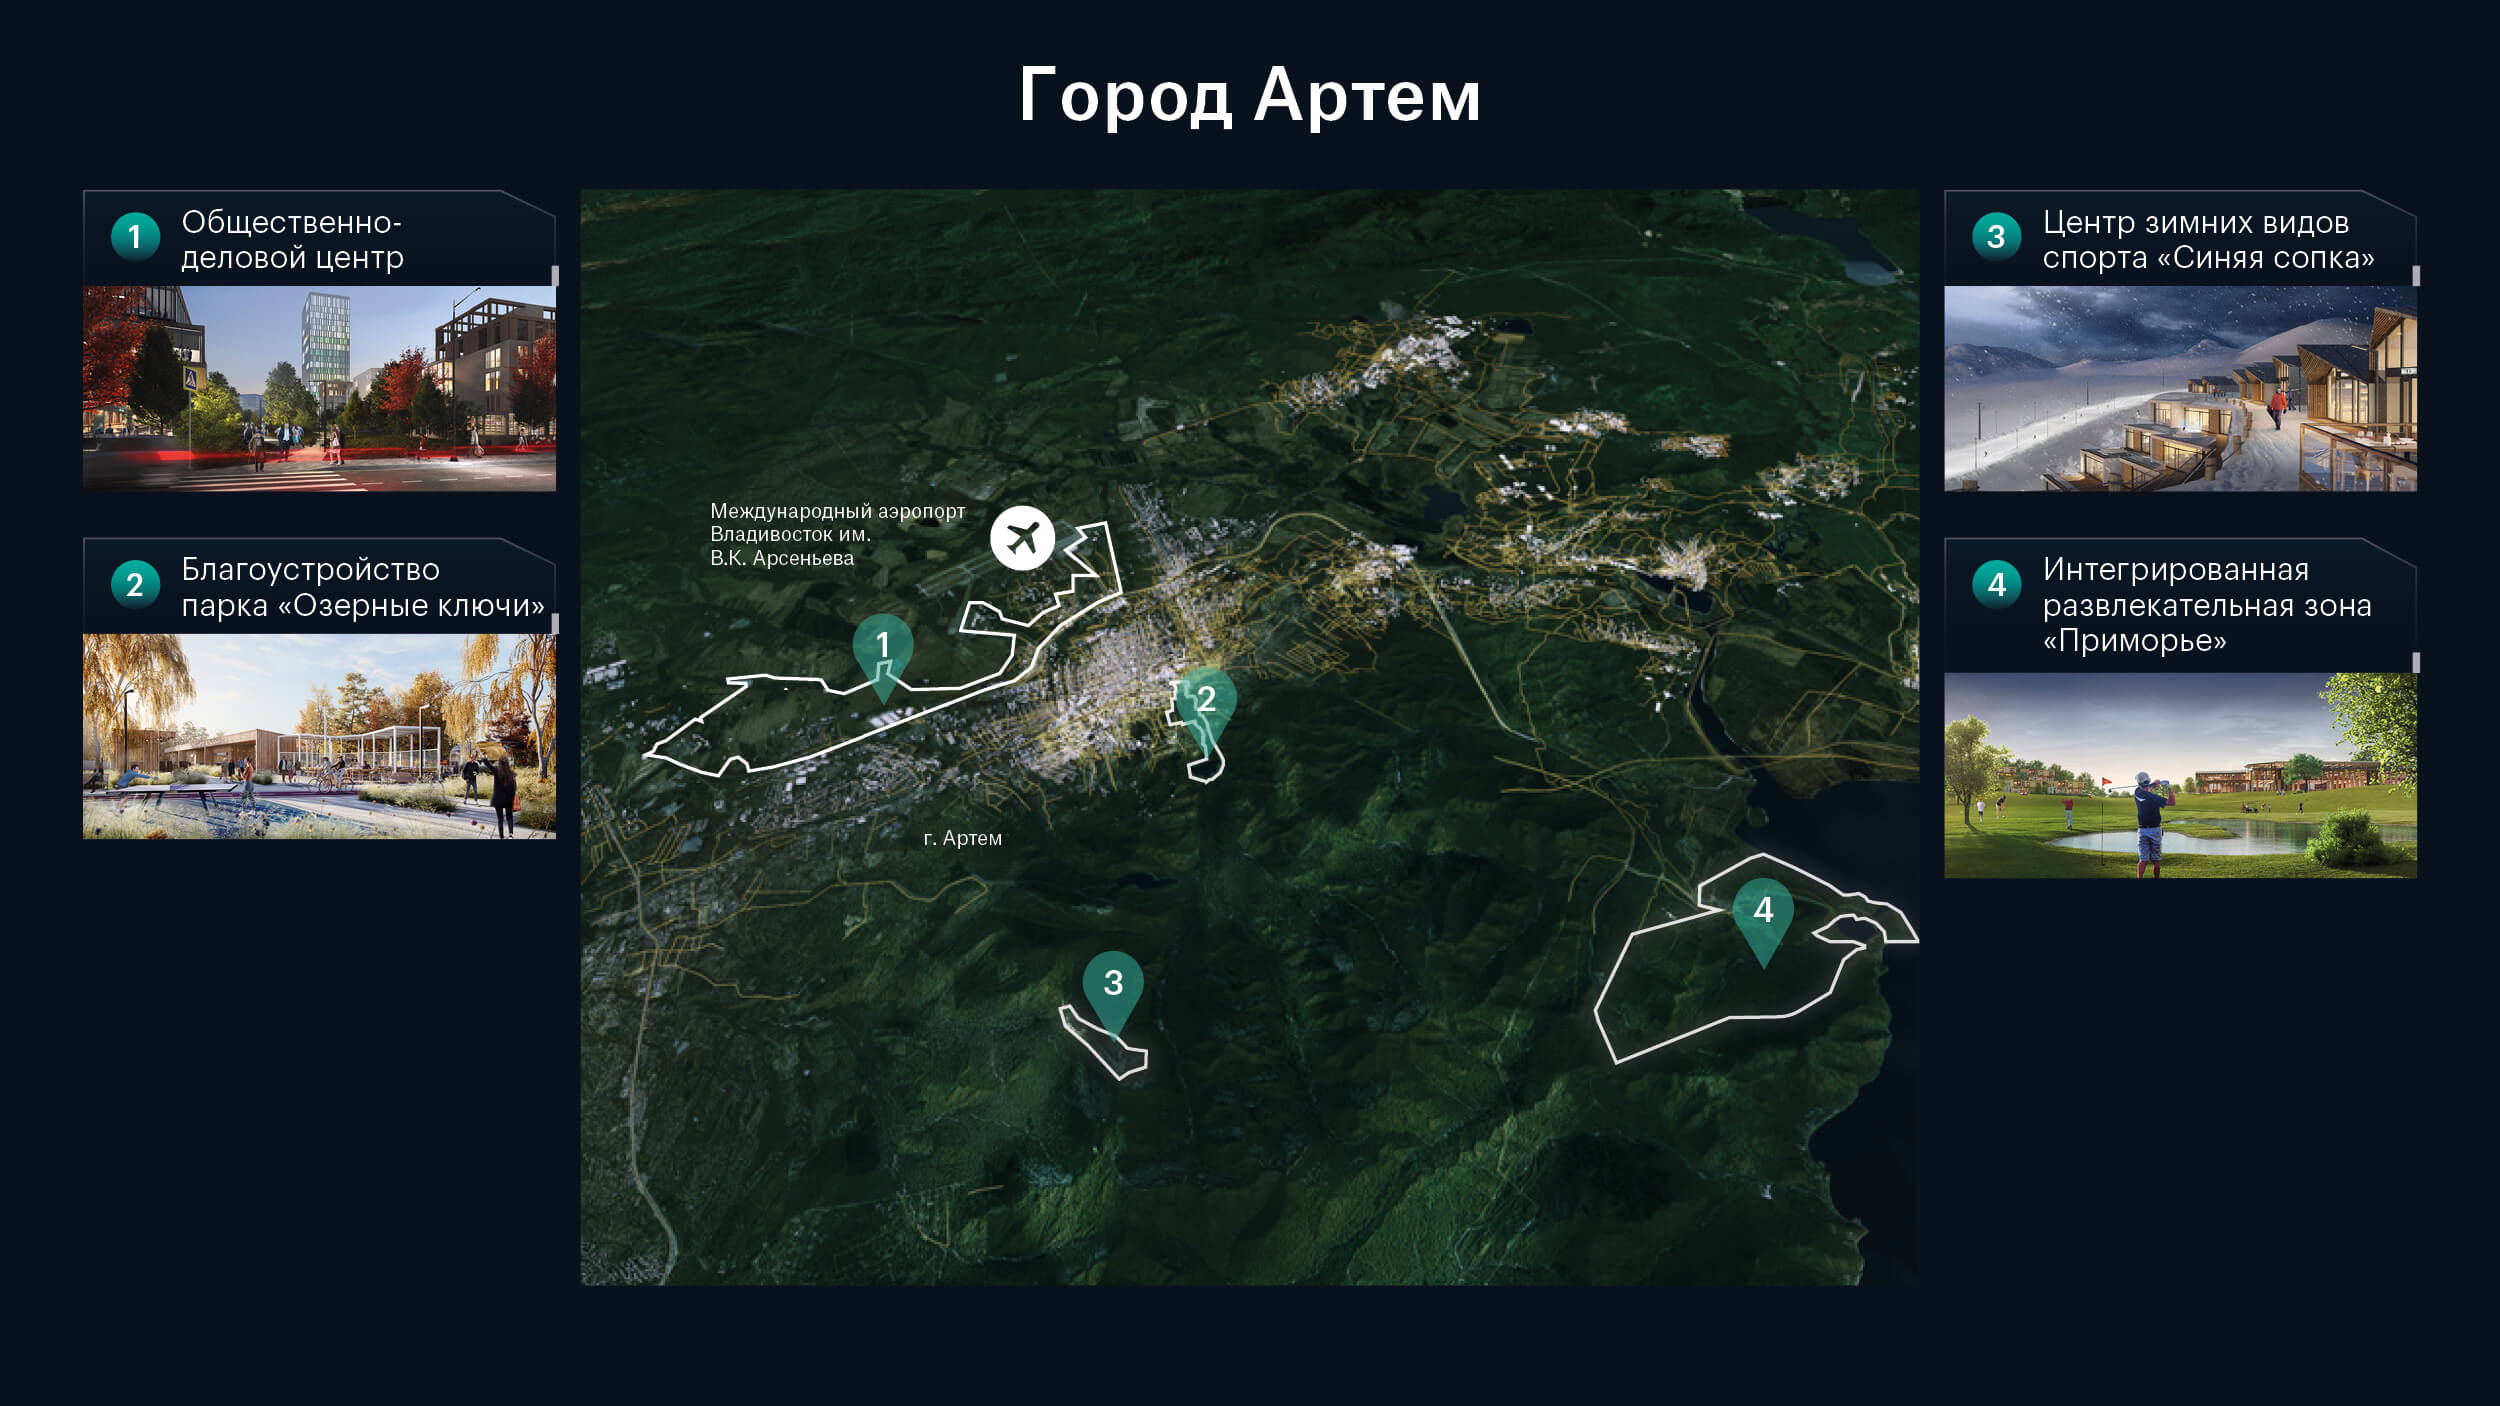 Город Артем
1
Общественно-
деловой центр
2
Благоустройство
парка «Озерные ключи»
Международный аэропорт
Владивосток им.
В.К. Арсеньева
1
2
г. Артем
3
4
3
Центр зимних видов
спорта «Синяя сопка»
4
Интегрированная
развлекательная зона
«Приморье»